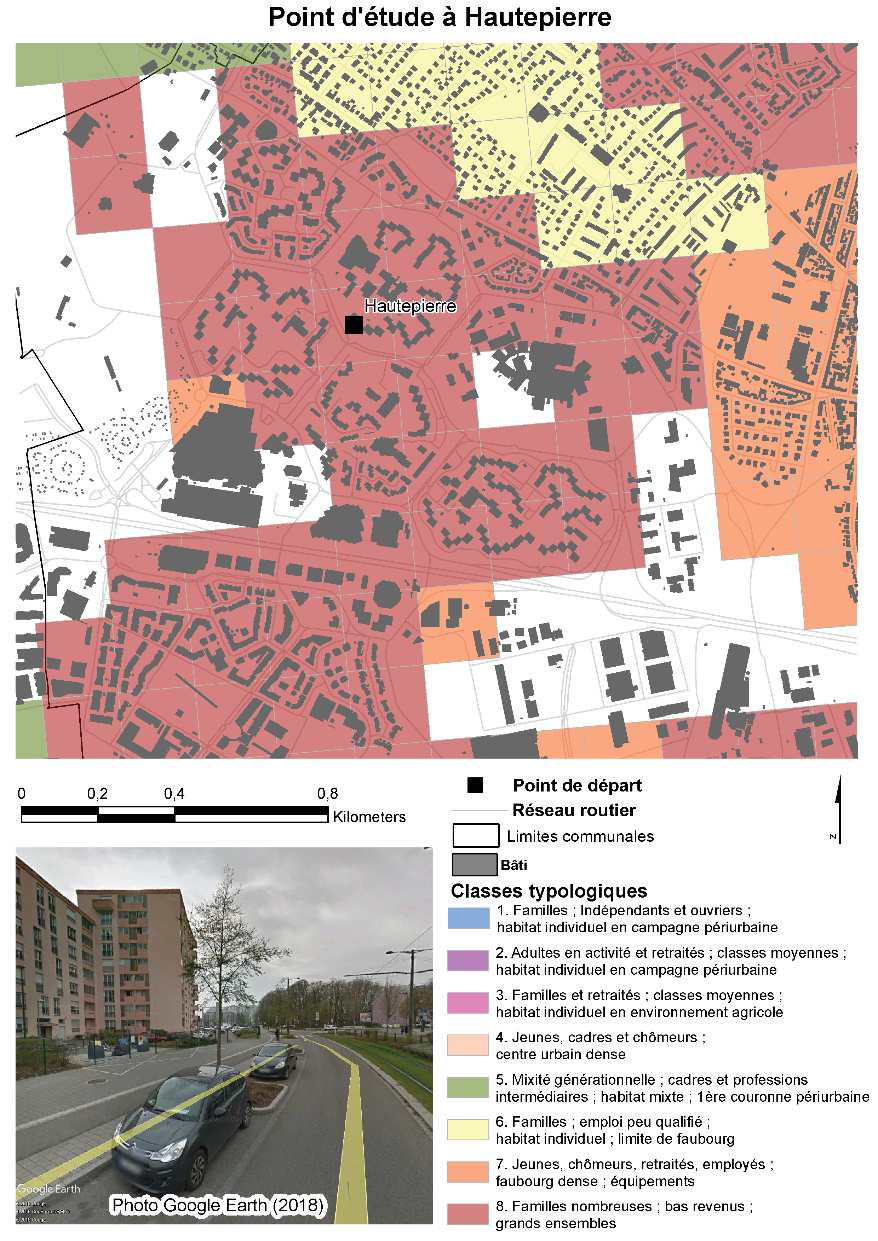 Point d'étude à Hautepierre
Hautepierre
0 0,2 0,4 0,8
Kilometers
Point de départ
Réseau routier
Limites communales
Bâti
N
Classes typologiques
1. Familles ; Indépendants et ouvriers ;
habitat individuel en campagne périurbaine
2. Adultes en activité et retraités ; classes moyennes ;
habitat individuel en campagne périurbaine
3. Familles et retraités ; classes moyennes ;
habitat individuel en environnement agricole
4. Jeunes, cadres et chômeurs ;
centre urbain dense
5. Mixité générationnelle ; cadres et professions
intermédiaires ; habitat mixte ; 1ère couronne périurbaine
6. Familles ; emploi peu qualifié ;
habitat individuel ; limite de faubourg
7. Jeunes, chômeurs, retraités, employés ;
faubourg dense ; équipements
8. Familles nombreuses ; bas revenus ;
grands ensembles
Google Earth
Photo Google Earth (2018)